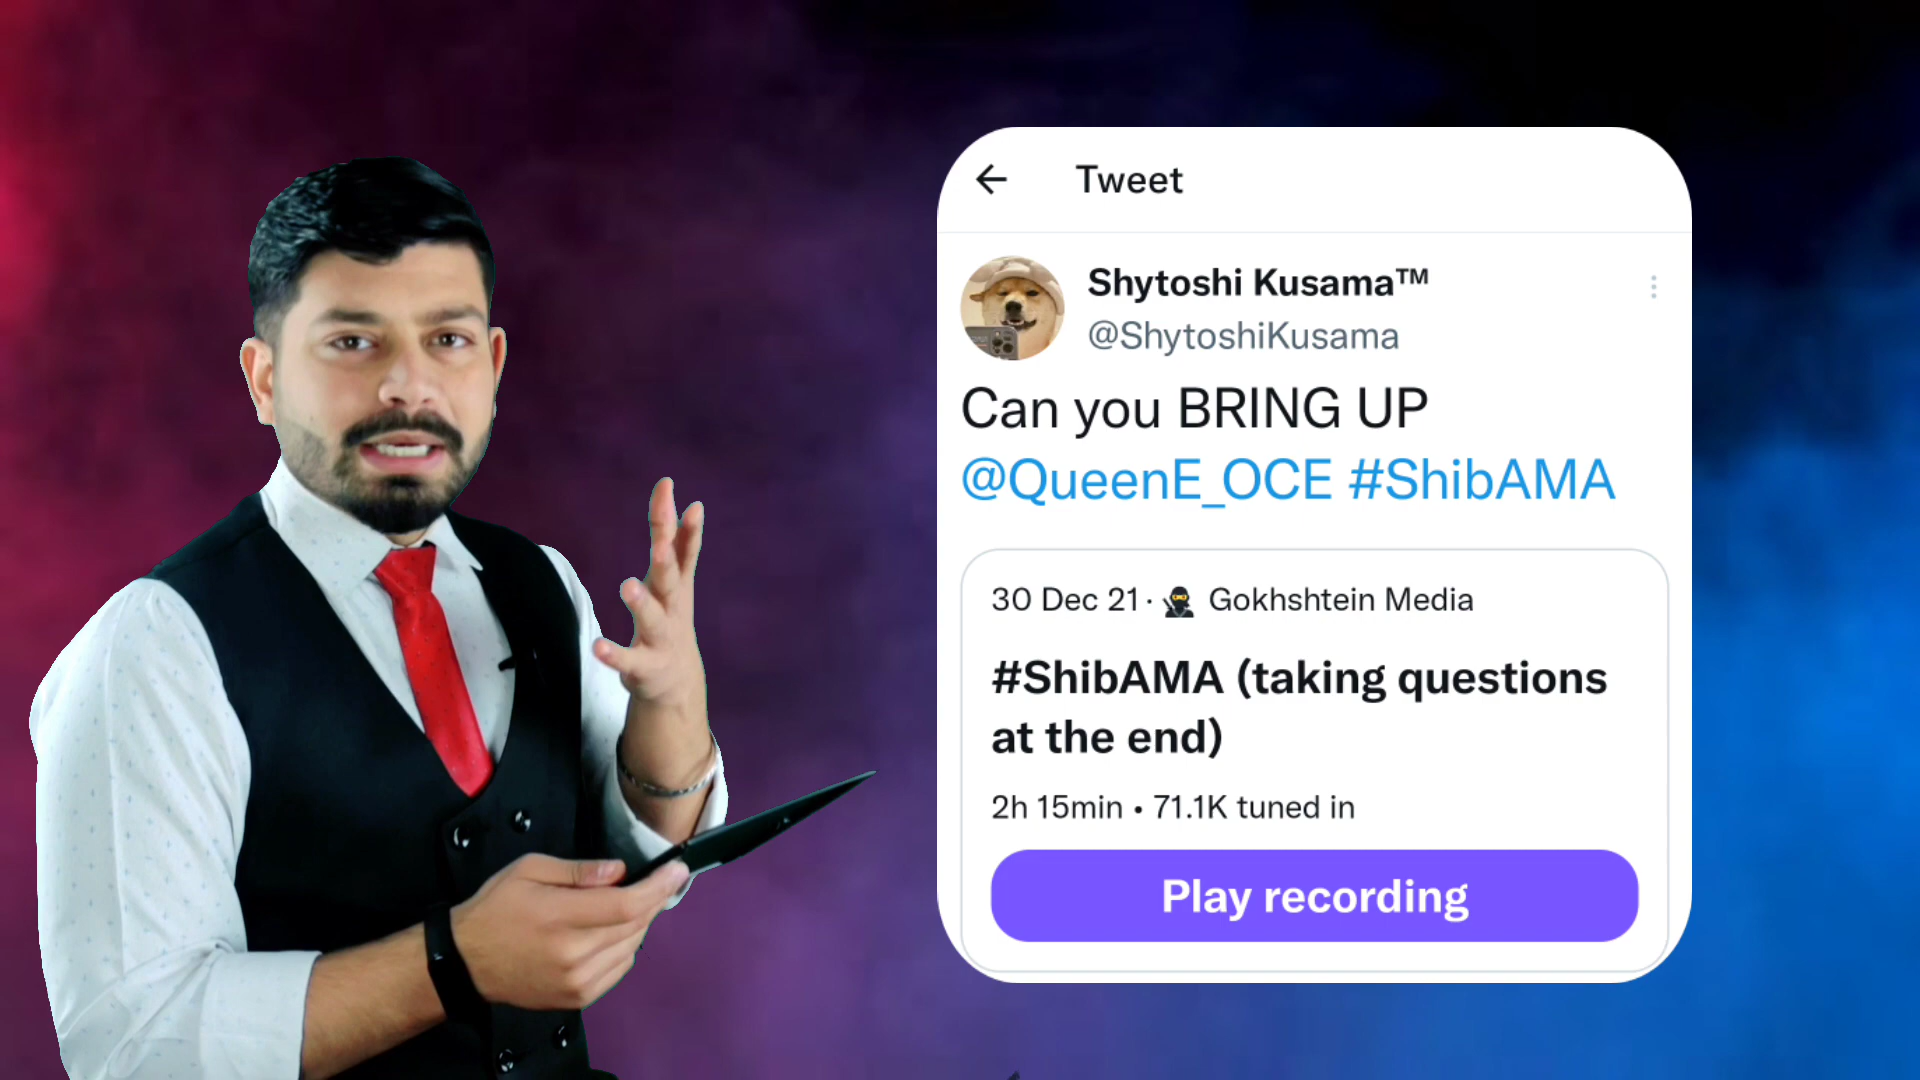 Tweet
Shytoshi Kusama™
@ShytoshiKusama
Can you BRING UP
@QueenE_OCE #ShibAMA
30 Dec 21 · 🥷 Gokhshtein Media
#ShibAMA (taking questions
at the end)
2h 15min • 71.1K tuned in
Play recording